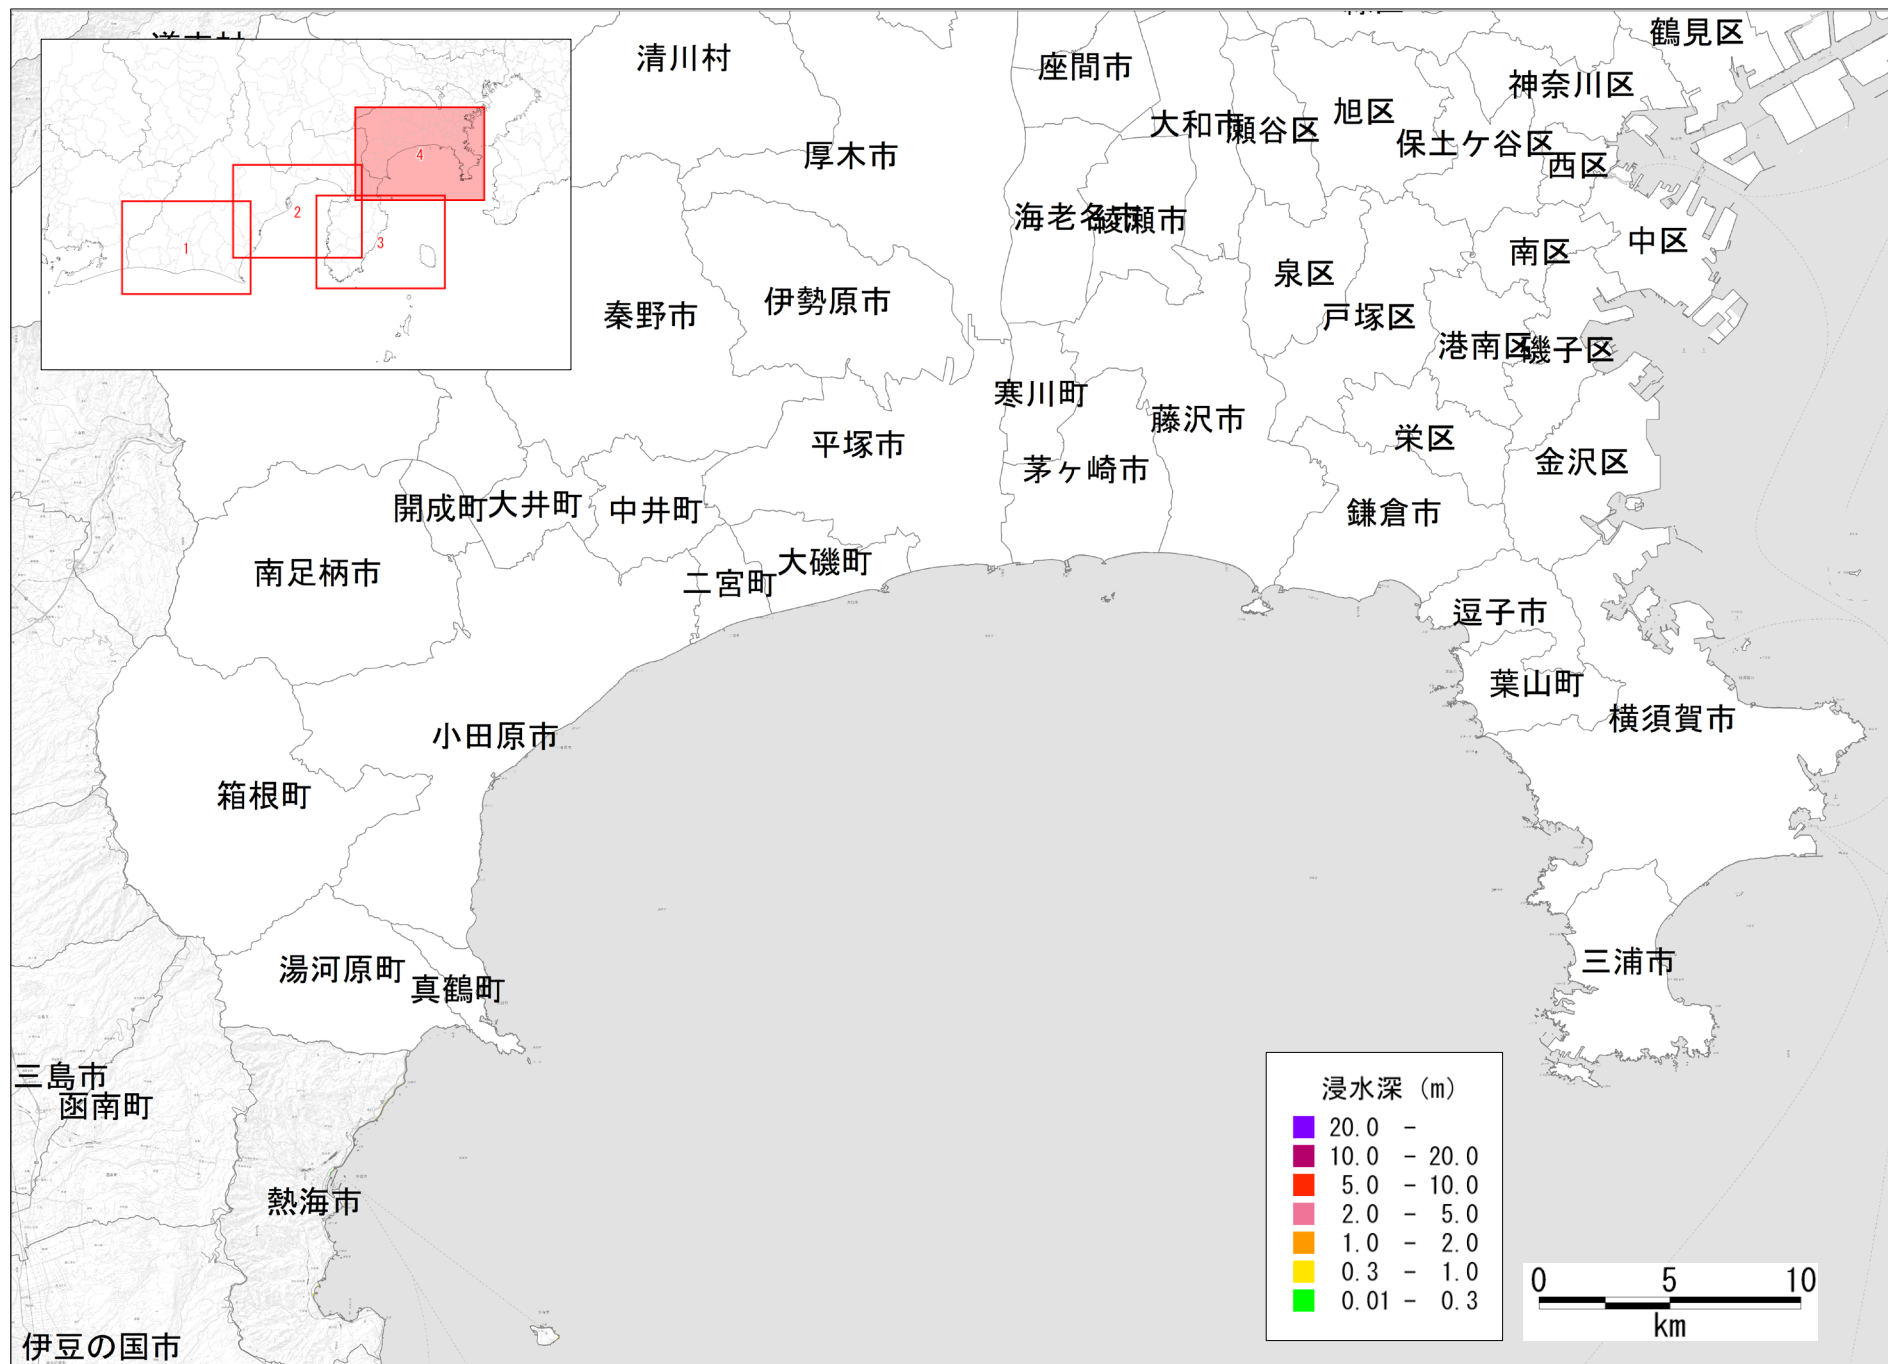 鶴見区
清川村
座間市
神奈川区
旭区
大和市
瀬谷区
保土ケ谷区
厚木市
西区
4
2
3
1
海老名市
綾瀬市
中区
南区
泉区
伊勢原市
秦野市
戸塚区
港南区
磯子区
寒川町
藤沢市
平塚市
栄区
金沢区
茅ヶ崎市
開成町
大井町
中井町
鎌倉市
南足柄市
大磯町
二宮町
逗子市
葉山町
横須賀市
小田原市
箱根町
三浦市
湯河原町
真鶴町
三島市
函南町
熱海市
伊豆の国市
浸水深 (m)
20.0 -
10.0 - 20.0
5.0 - 10.0
2.0 - 5.0
1.0 - 2.0
0.3 - 1.0
0.01 - 0.3
0 5 10
km